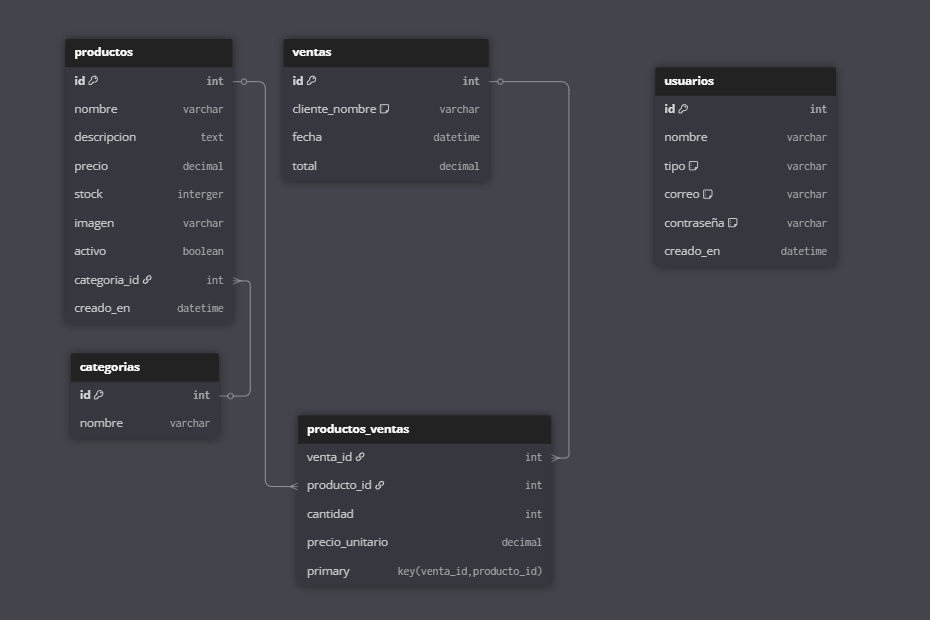 productos
id int
nombre varchar
descripcion text
precio decimal
stock interger
imagen varchar
activo boolean
categoria_id int
creado_en datetime
ventas
id int
cliente_nombre varchar
fecha datetime
total decimal
usuarios
id int
nombre varchar
tipo varchar
correo varchar
contraseña varchar
creado_en datetime
categorias
id int
nombre varchar
productos_ventas
venta_id int
producto_id int
cantidad int
precio_unitario decimal
primary key(venta_id,producto_id)